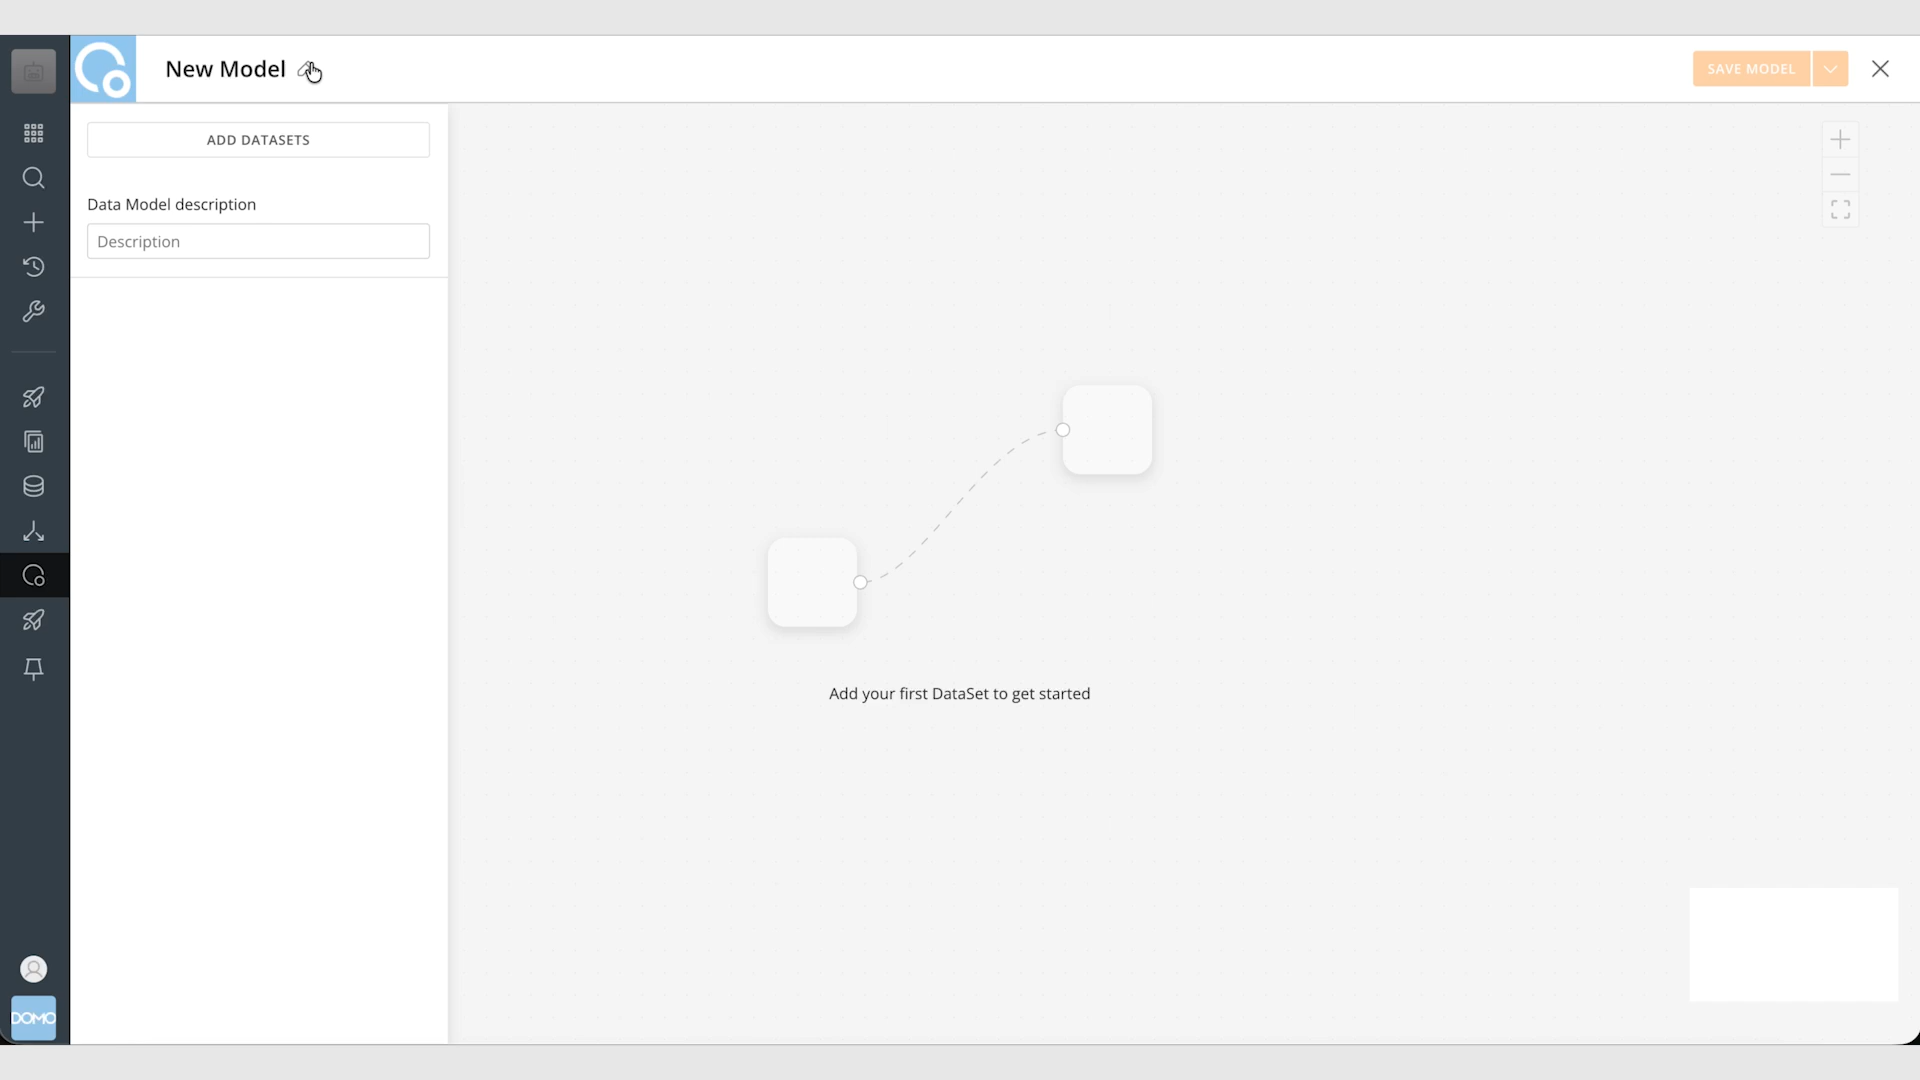 New Model
SAVE MODEL
ADD DATASETS
Data Model description
Description
Add your first DataSet to get started
DOMO